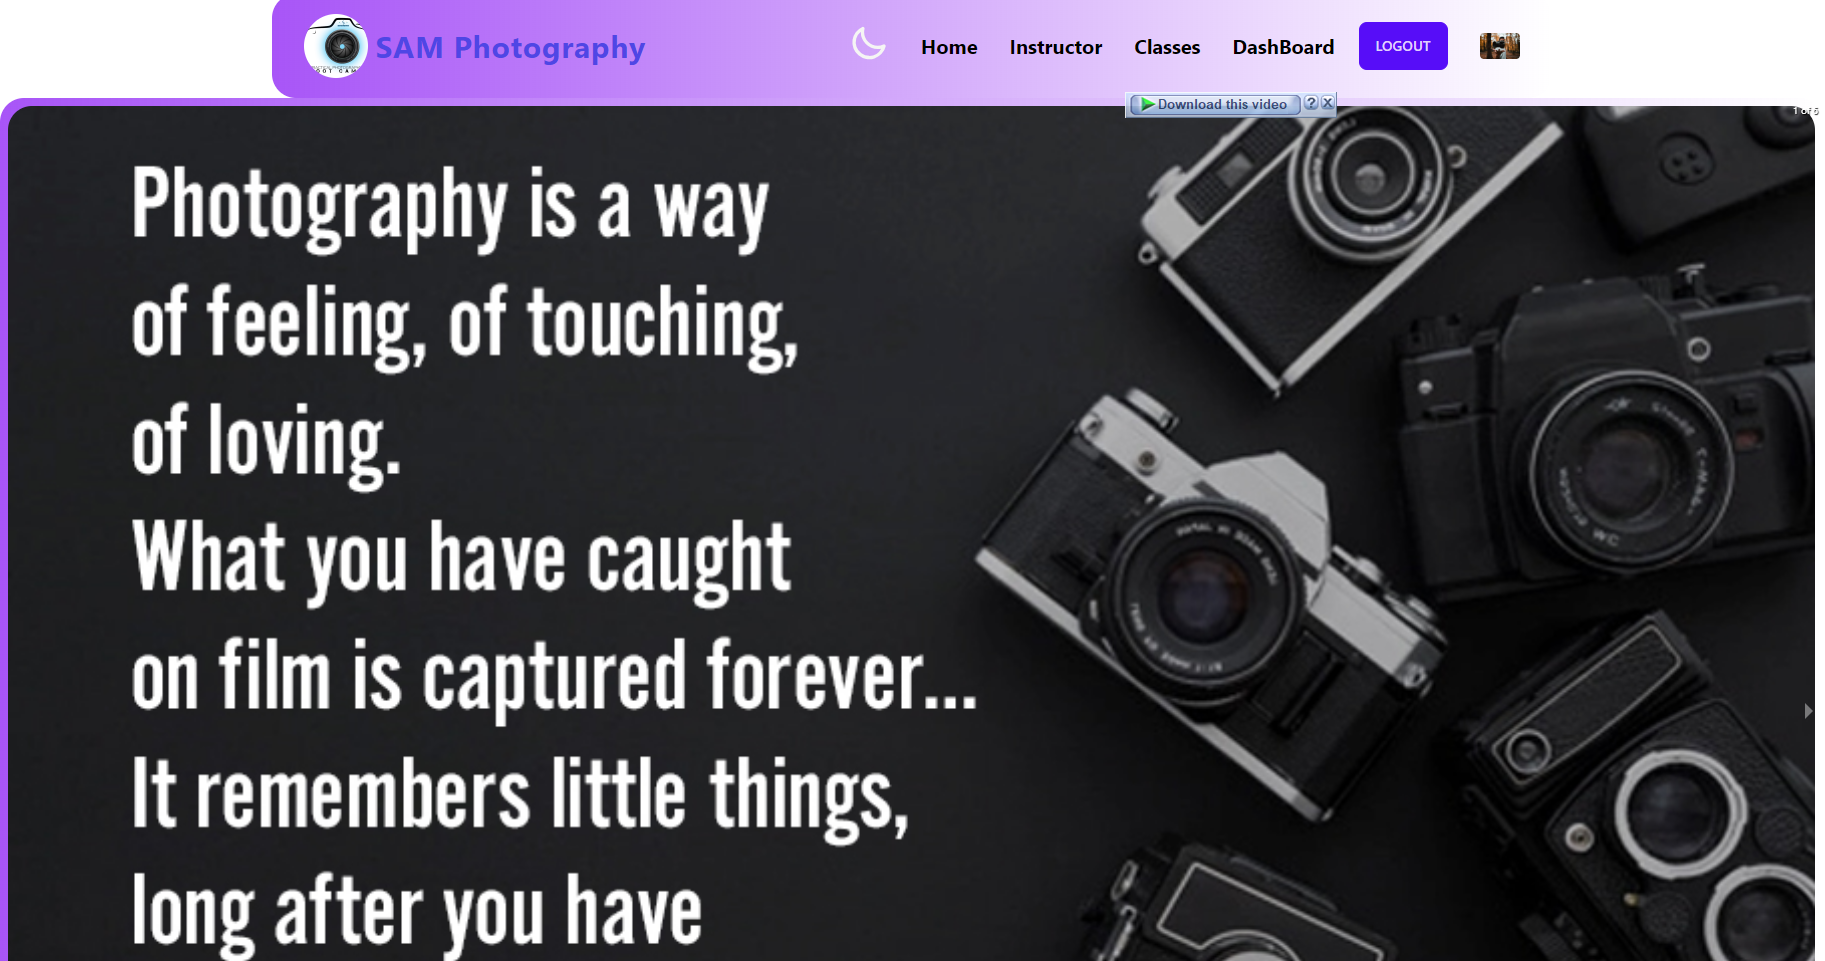 SAM Photography
Home Instructor Classes DashBoard LOGOUT
Download this video ? X
1 of 5
Photography is a way
of feeling, of touching,
of loving.
What you have caught
on film is captured forever...
It remembers little things,
long after you have